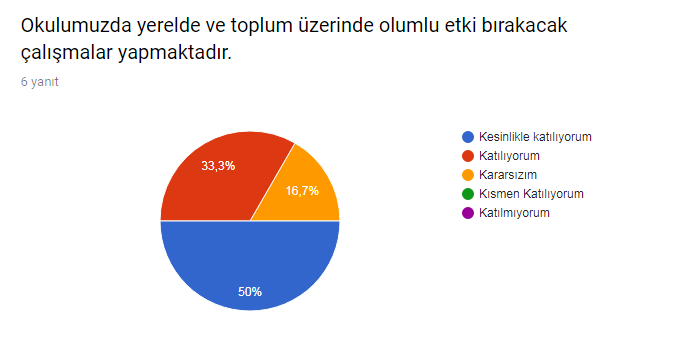 Okulumuzda yerelde ve toplum üzerinde olumlu etki bırakacak
çalışmalar yapmaktadır.
6 yanıt
33,3%
16,7%
50%
Kesinlikle katılıyorum
Katılıyorum
Kararsızım
Kısmen Katılıyorum
Katılmıyorum